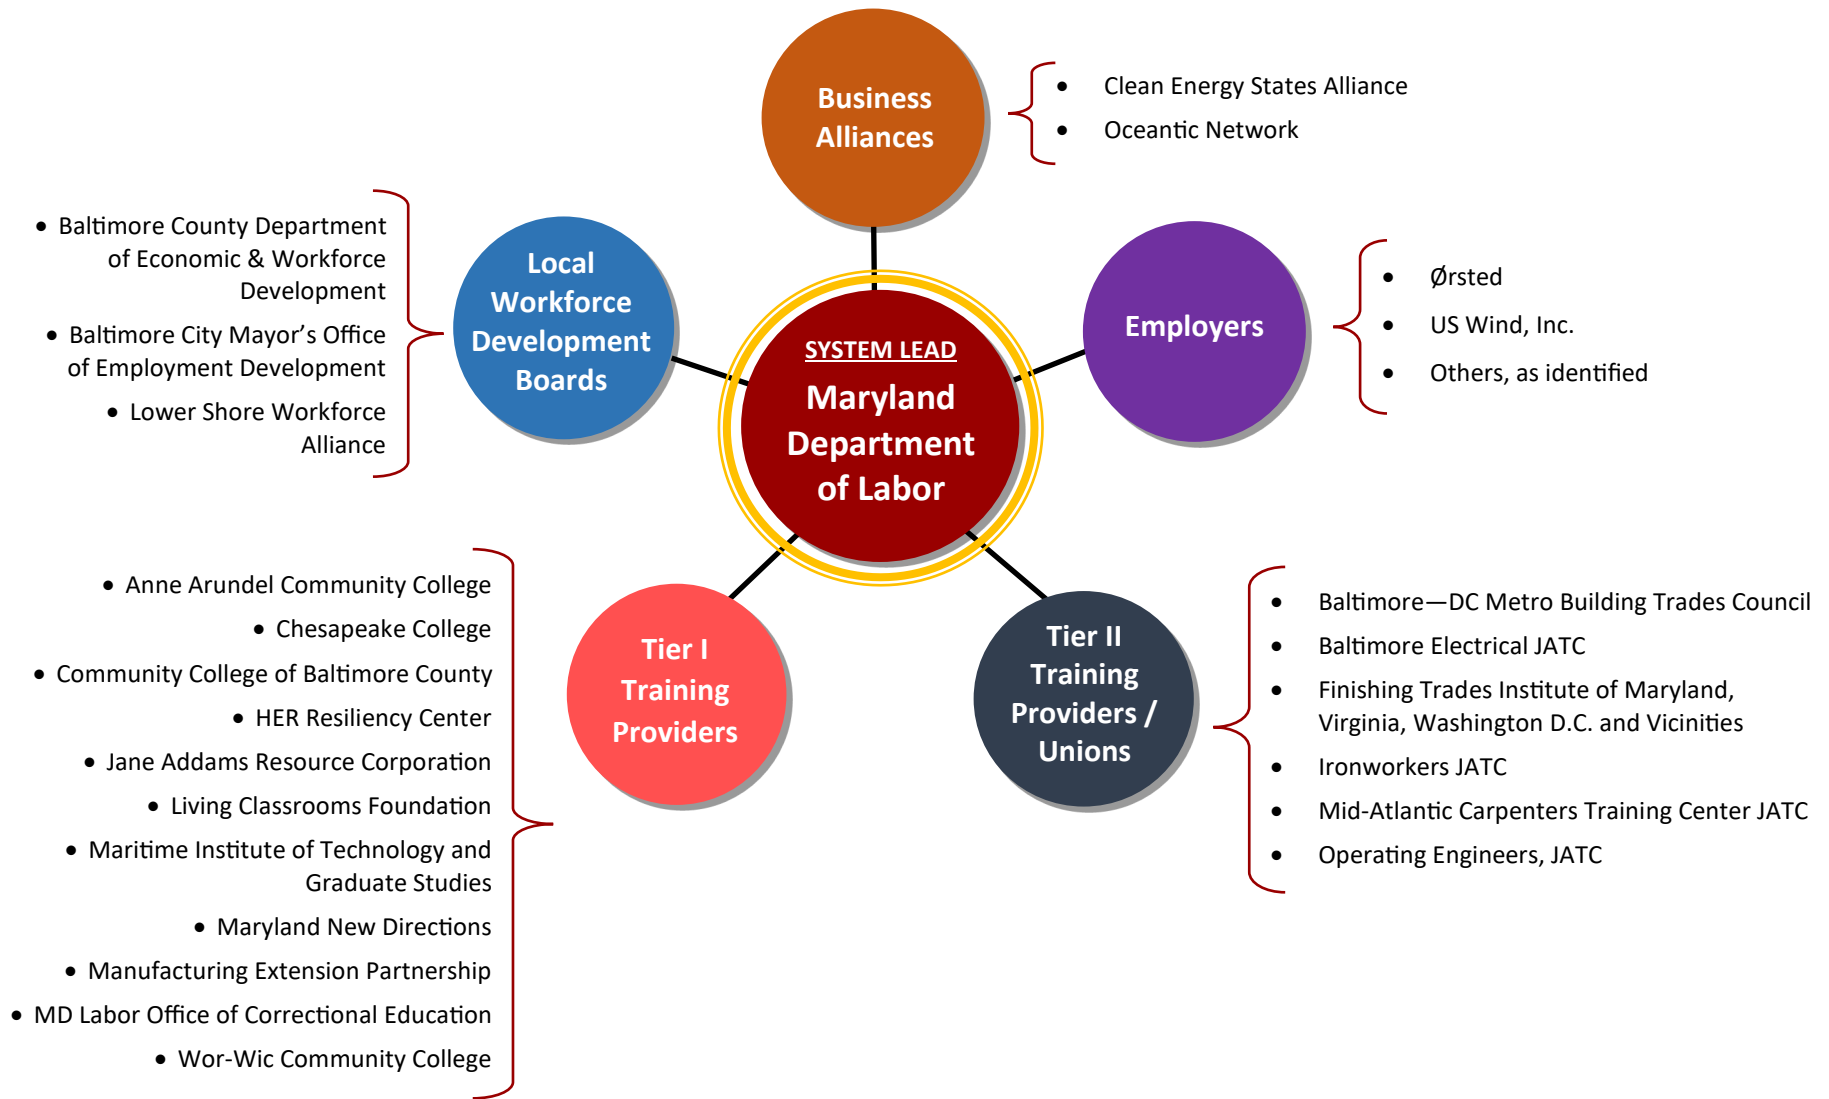 Business
Alliances
• Clean Energy States Alliance
• Oceantic Network
• Baltimore County Department
of Economic & Workforce
Development
• Baltimore City Mayor’s Office
of Employment Development
• Lower Shore Workforce
Alliance
Local
Workforce
Development
Boards
SYSTEM LEAD
Maryland
Department
of Labor
Employers
• Ørsted
• US Wind, Inc.
• Others, as identified
• Anne Arundel Community College
• Chesapeake College
• Community College of Baltimore County
• HER Resiliency Center
• Jane Addams Resource Corporation
• Living Classrooms Foundation
• Maritime Institute of Technology and
Graduate Studies
• Maryland New Directions
• Manufacturing Extension Partnership
• MD Labor Office of Correctional Education
• Wor-Wic Community College
Tier I
Training
Providers
Tier II
Training
Providers /
Unions
• Baltimore—DC Metro Building Trades Council
• Baltimore Electrical JATC
• Finishing Trades Institute of Maryland,
Virginia, Washington D.C. and Vicinities
• Ironworkers JATC
• Mid-Atlantic Carpenters Training Center JATC
• Operating Engineers, JATC